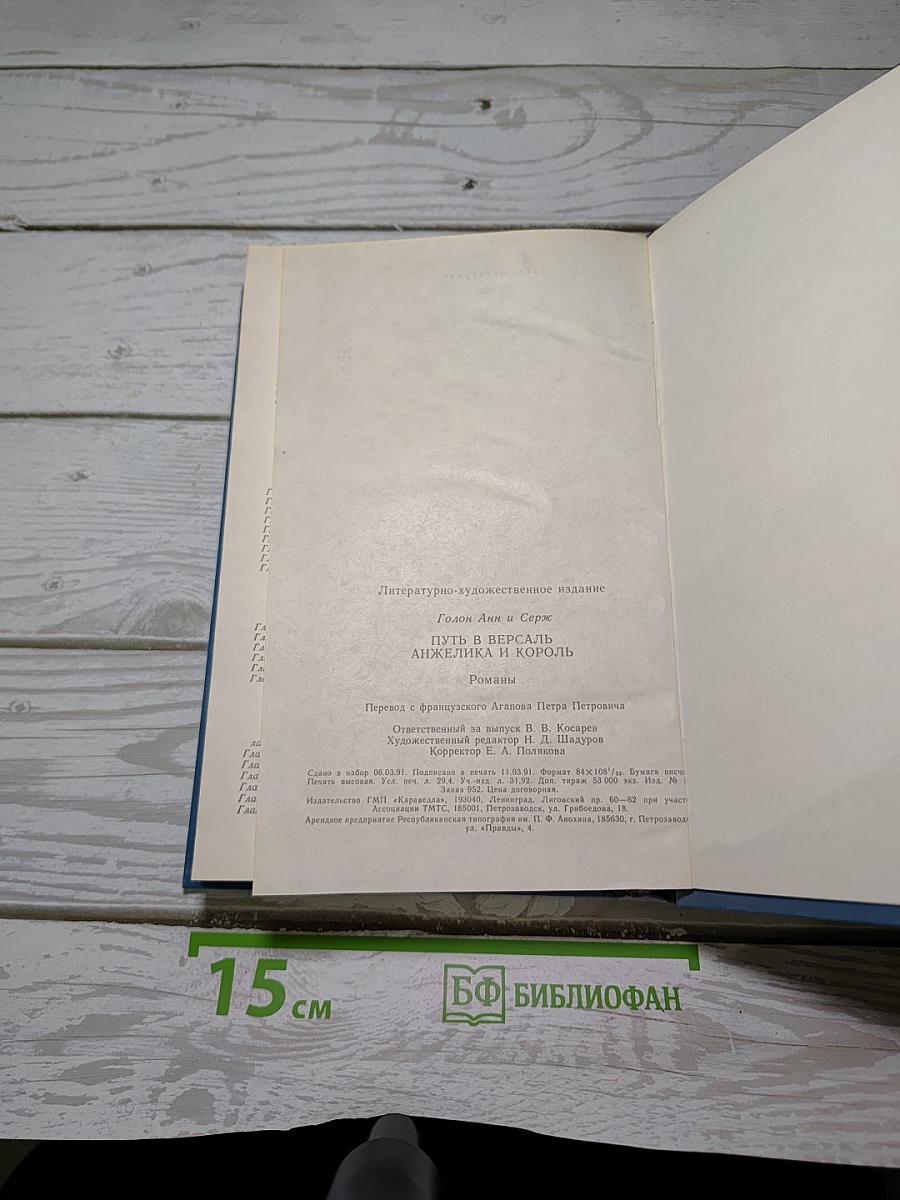 Литературно-художественное издание
Голон Анн и Серж
ПУТЬ В ВЕРСАЛЬ
АНЖЕЛИКА И КОРОЛЬ
Романы
Перевод с французского Агапова Петра Петровича
Ответственный за выпуск В. В. Косарев
Художественный редактор Н. Д. Шадуров
Корректор Е. А. Полякова
Сдано в набор 06.03.91. Подписано в печать 11.03.91. Формат 84×108¹/₃₂. Бумага писч
Печать высокая. Усл. печ. л. 29,4. Уч.-изд. л. 31,92. Доп. тираж 53 000 экз. Изд. №
Заказ 952. Цена договорная.
Издательство ГМП «Каравелла», 193040, Ленинград, Лиговский пр. 60—62 при участ
Ассоциации ТМТС, 185001, Петрозаводск, ул. Грибоедова, 18.
Арендное предприятие Республиканская типография им. П. Ф. Анохина, 185630, г. Петрозаводс
ул. «Правды», 4.
15 см
БФ БИБЛИОФАН